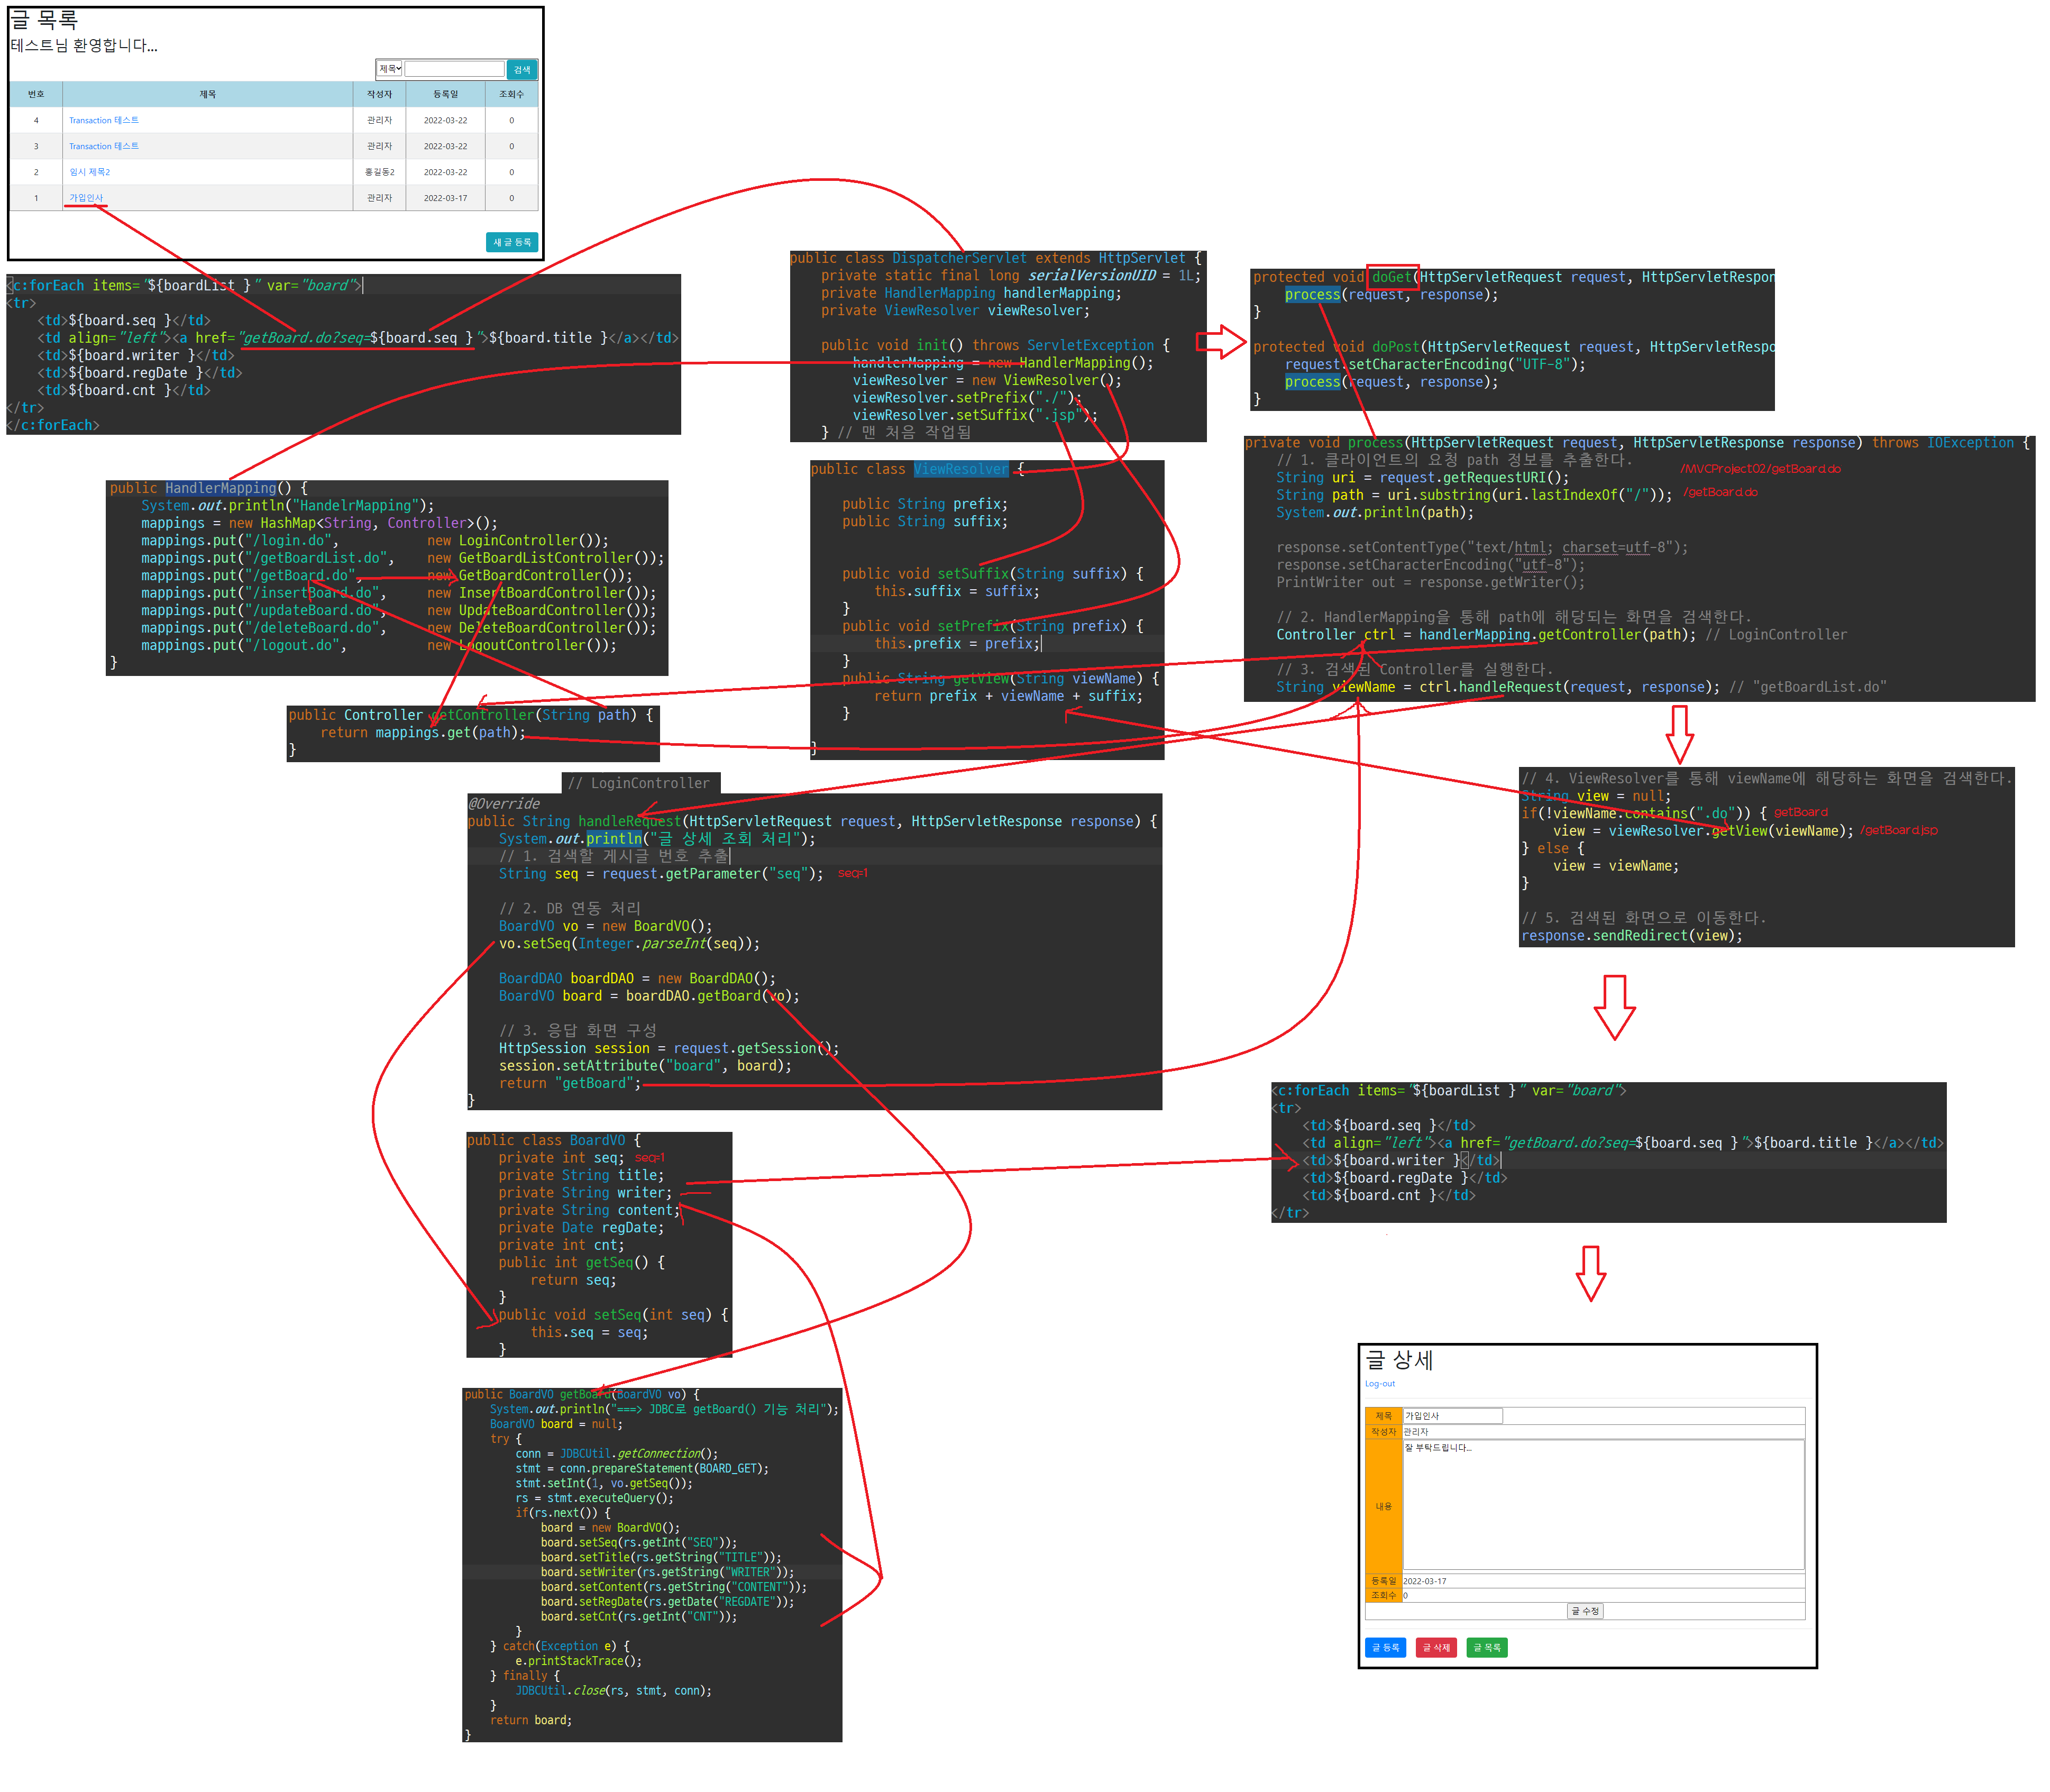 글 목록
테스트님 환영합니다...
제목 검색
번호 제목 작성자 등록일 조회수
4 Transaction 테스트 관리자 2022-03-22 0
3 Transaction 테스트 관리자 2022-03-22 0
2 임시 제목2 홍길동2 2022-03-22 0
1 가입인사 관리자 2022-03-17 0
새 글 등록
<c:forEach items="${boardList }" var="board">
<tr>
<td>${board.seq }</td>
<td align="left"><a href="getBoard.do?seq=${board.seq }">${board.title }</a></td>
<td>${board.writer }</td>
<td>${board.regDate }</td>
<td>${board.cnt }</td>
</tr>
</c:forEach>
public HandlerMapping() {
System.out.println("HandelrMapping");
mappings = new HashMap<String, Controller>();
mappings.put("/login.do", new LoginController());
mappings.put("/getBoardList.do", new GetBoardListController());
mappings.put("/getBoard.do", new GetBoardController());
mappings.put("/insertBoard.do", new InsertBoardController());
mappings.put("/updateBoard.do", new UpdateBoardController());
mappings.put("/deleteBoard.do", new DeleteBoardController());
mappings.put("/logout.do", new LogoutController());
}
public Controller getController(String path) {
return mappings.get(path);
}
public class DispatcherServlet extends HttpServlet {
private static final long serialVersionUID = 1L;
private HandlerMapping handlerMapping;
private ViewResolver viewResolver;
public void init() throws ServletException {
handlerMapping = new HandlerMapping();
viewResolver = new ViewResolver();
viewResolver.setPrefix("./");
viewResolver.setSuffix(".jsp");
} // 맨 처음 작업됨
public class ViewResolver {
public String prefix;
public String suffix;
public void setSuffix(String suffix) {
this.suffix = suffix;
}
public void setPrefix(String prefix) {
this.prefix = prefix;
}
public String getView(String viewName) {
return prefix + viewName + suffix;
}
}
protected void doGet(HttpServletRequest request, HttpServletRespon
process(request, response);
}
protected void doPost(HttpServletRequest request, HttpServletRespo
request.setCharacterEncoding("UTF-8");
process(request, response);
}
private void process(HttpServletRequest request, HttpServletResponse response) throws IOException {
// 1. 클라이언트의 요청 path 정보를 추출한다. /MVCProject02/getBoard.do
String uri = request.getRequestURI();
String path = uri.substring(uri.lastIndexOf("/")); /getBoard.do
System.out.println(path);
response.setContentType("text/html; charset=utf-8");
response.setCharacterEncoding("utf-8");
PrintWriter out = response.getWriter();
// 2. HandlerMapping을 통해 path에 해당되는 화면을 검색한다.
Controller ctrl = handlerMapping.getController(path); // LoginController
// 3. 검색된 Controller를 실행한다.
String viewName = ctrl.handleRequest(request, response); // "getBoardList.do"
// 4. ViewResolver를 통해 viewName에 해당하는 화면을 검색한다.
String view = null;
if(!viewName.contains(".do")) { getBoard
view = viewResolver.getView(viewName); /getBoard.jsp
} else {
view = viewName;
}
// 5. 검색된 화면으로 이동한다.
response.sendRedirect(view);
// LoginController
@Override
public String handleRequest(HttpServletRequest request, HttpServletResponse response) {
System.out.println("글 상세 조회 처리");
// 1. 검색할 게시글 번호 추출
String seq = request.getParameter("seq"); seq=1
// 2. DB 연동 처리
BoardVO vo = new BoardVO();
vo.setSeq(Integer.parseInt(seq));
BoardDAO boardDAO = new BoardDAO();
BoardVO board = boardDAO.getBoard(vo);
// 3. 응답 화면 구성
HttpSession session = request.getSession();
session.setAttribute("board", board);
return "getBoard";
}
public class BoardVO {
private int seq; seq=1
private String title;
private String writer;
private String content;
private Date regDate;
private int cnt;
public int getSeq() {
return seq;
}
public void setSeq(int seq) {
this.seq = seq;
}
public BoardVO getBoard(BoardVO vo) {
System.out.println("===> JDBC로 getBoard() 기능 처리");
BoardVO board = null;
try {
conn = JDBCUtil.getConnection();
stmt = conn.prepareStatement(BOARD_GET);
stmt.setInt(1, vo.getSeq());
rs = stmt.executeQuery();
if(rs.next()) {
board = new BoardVO();
board.setSeq(rs.getInt("SEQ"));
board.setTitle(rs.getString("TITLE"));
board.setWriter(rs.getString("WRITER"));
board.setContent(rs.getString("CONTENT"));
board.setRegDate(rs.getDate("REGDATE"));
board.setCnt(rs.getInt("CNT"));
}
} catch(Exception e) {
e.printStackTrace();
} finally {
JDBCUtil.close(rs, stmt, conn);
}
return board;
}
<c:forEach items="${boardList }" var="board">
<tr>
<td>${board.seq }</td>
<td align="left"><a href="getBoard.do?seq=${board.seq }">${board.title }</a></td>
<td>${board.writer }</td>
<td>${board.regDate }</td>
<td>${board.cnt }</td>
</tr>
글 상세
Log-out
제목 가입인사
작성자 관리자
내용 잘 부탁드립니다...
등록일 2022-03-17
조회수 0
글 수정
글 등록 글 삭제 글 목록